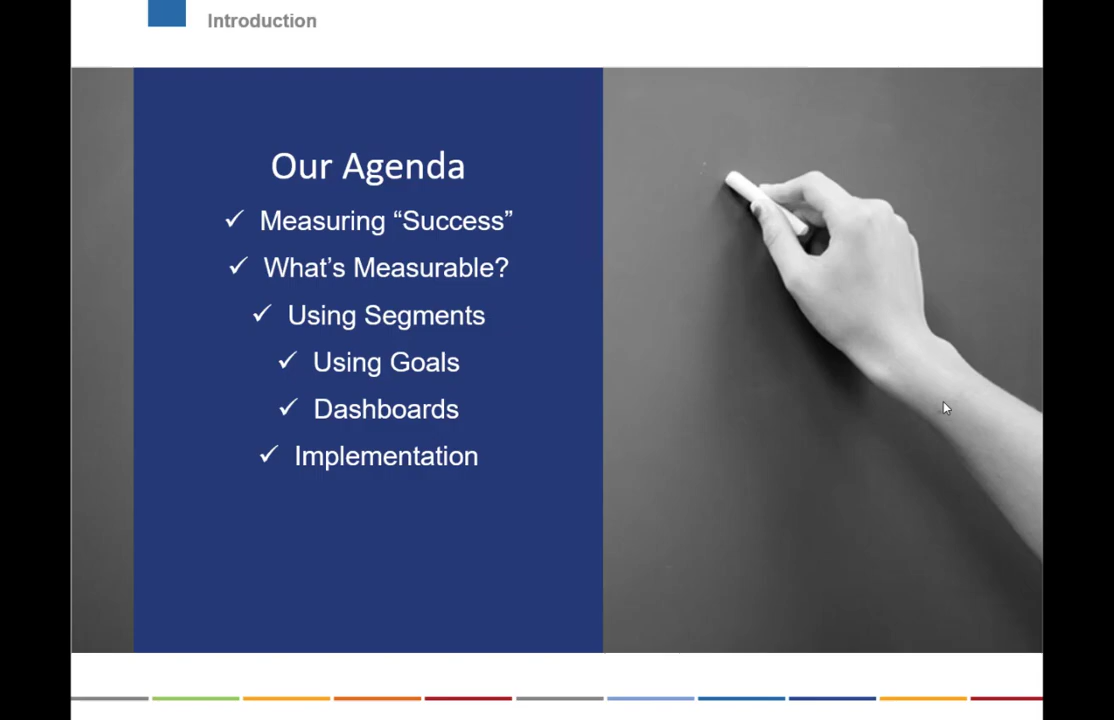 Introduction
Our Agenda
✓ Measuring “Success”
✓ What’s Measurable?
✓ Using Segments
✓ Using Goals
✓ Dashboards
✓ Implementation